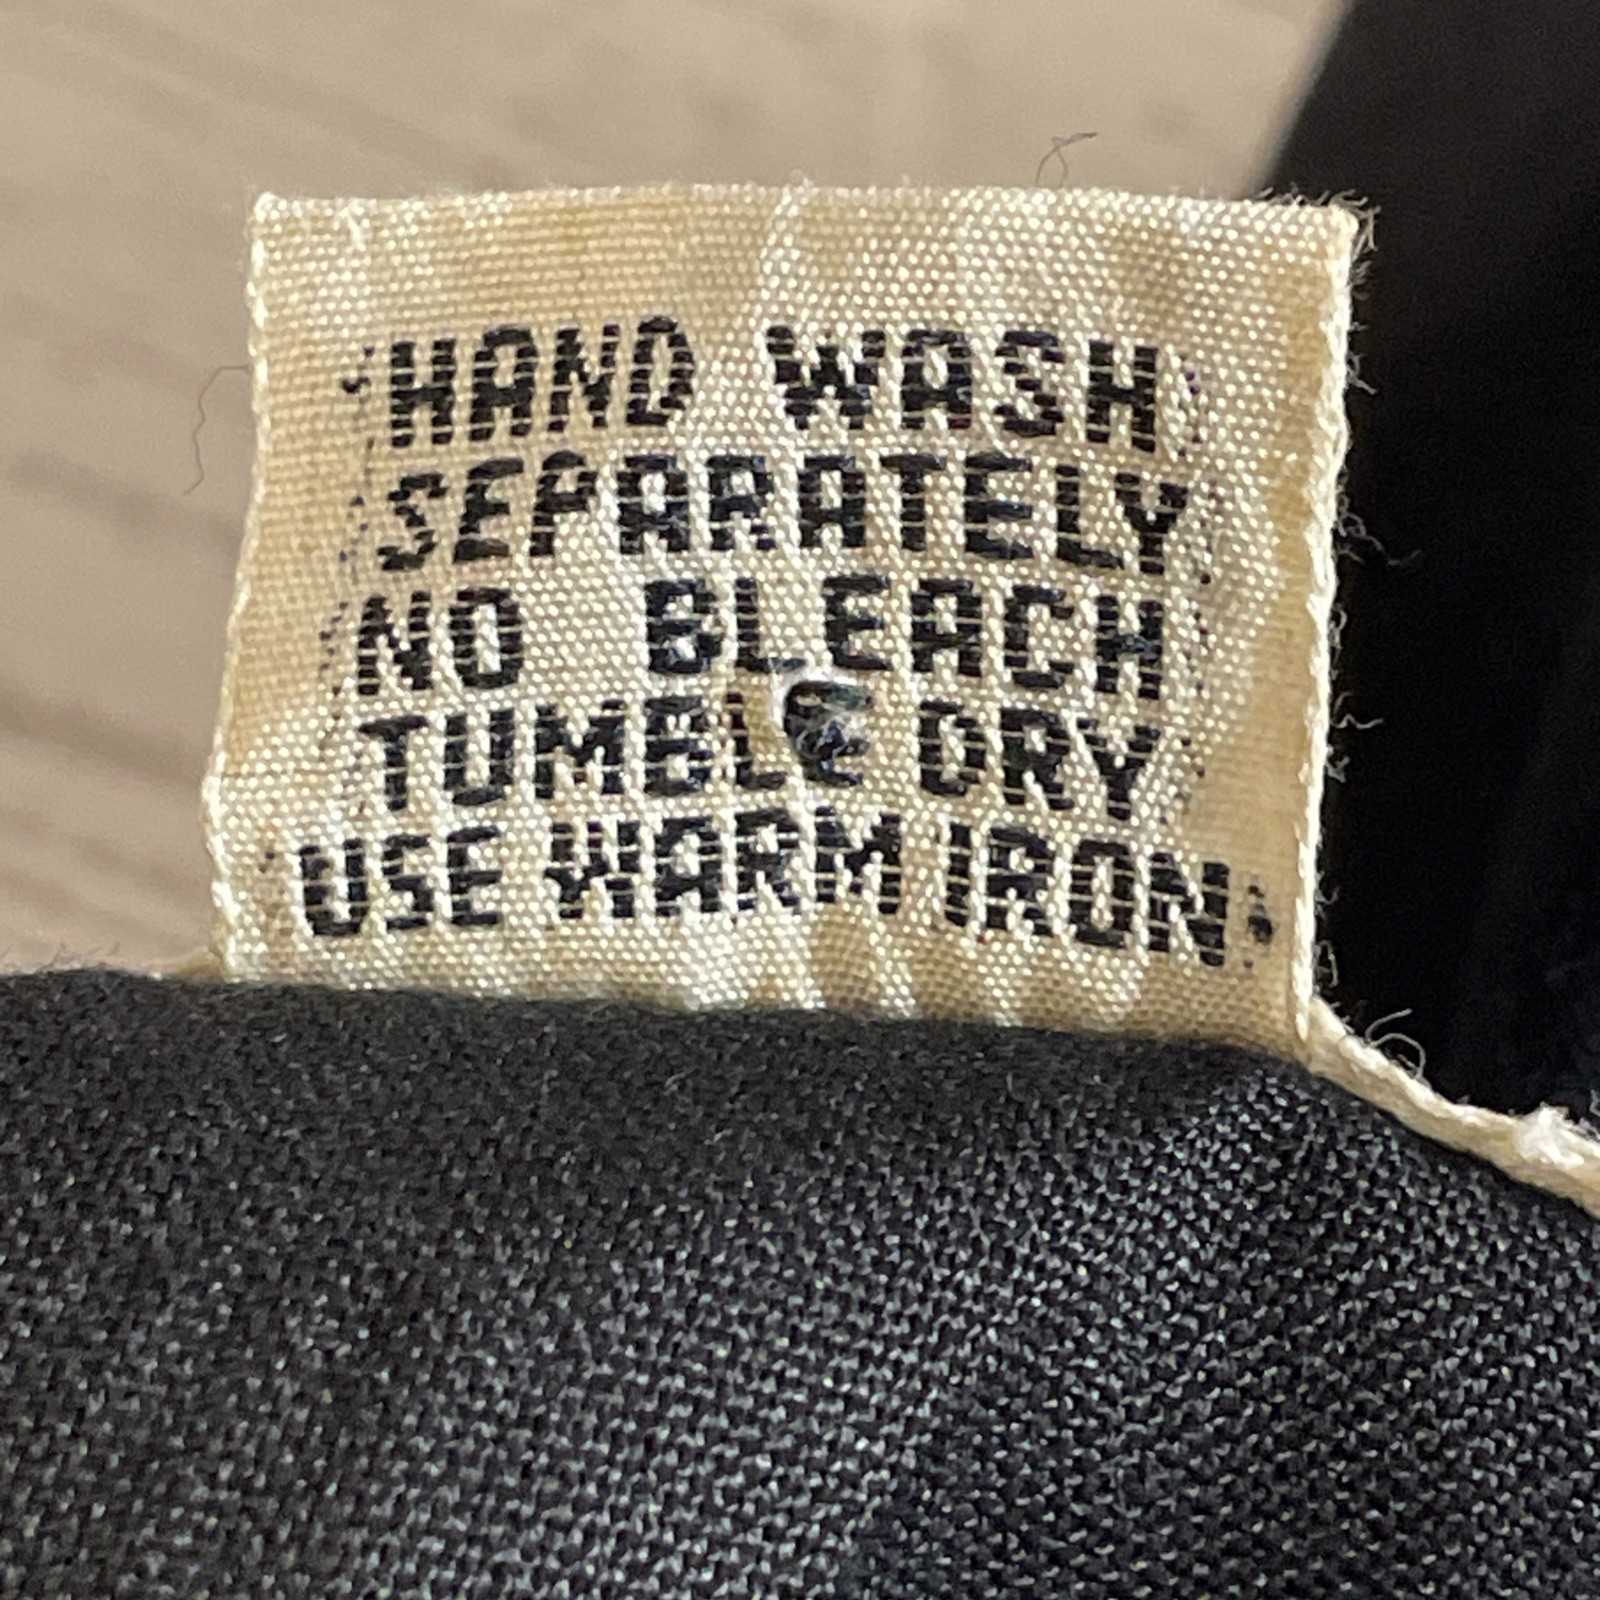 HAND WASH
SEPARATELY
NO BLEACH
TUMBLE DRY
USE WARM IRON